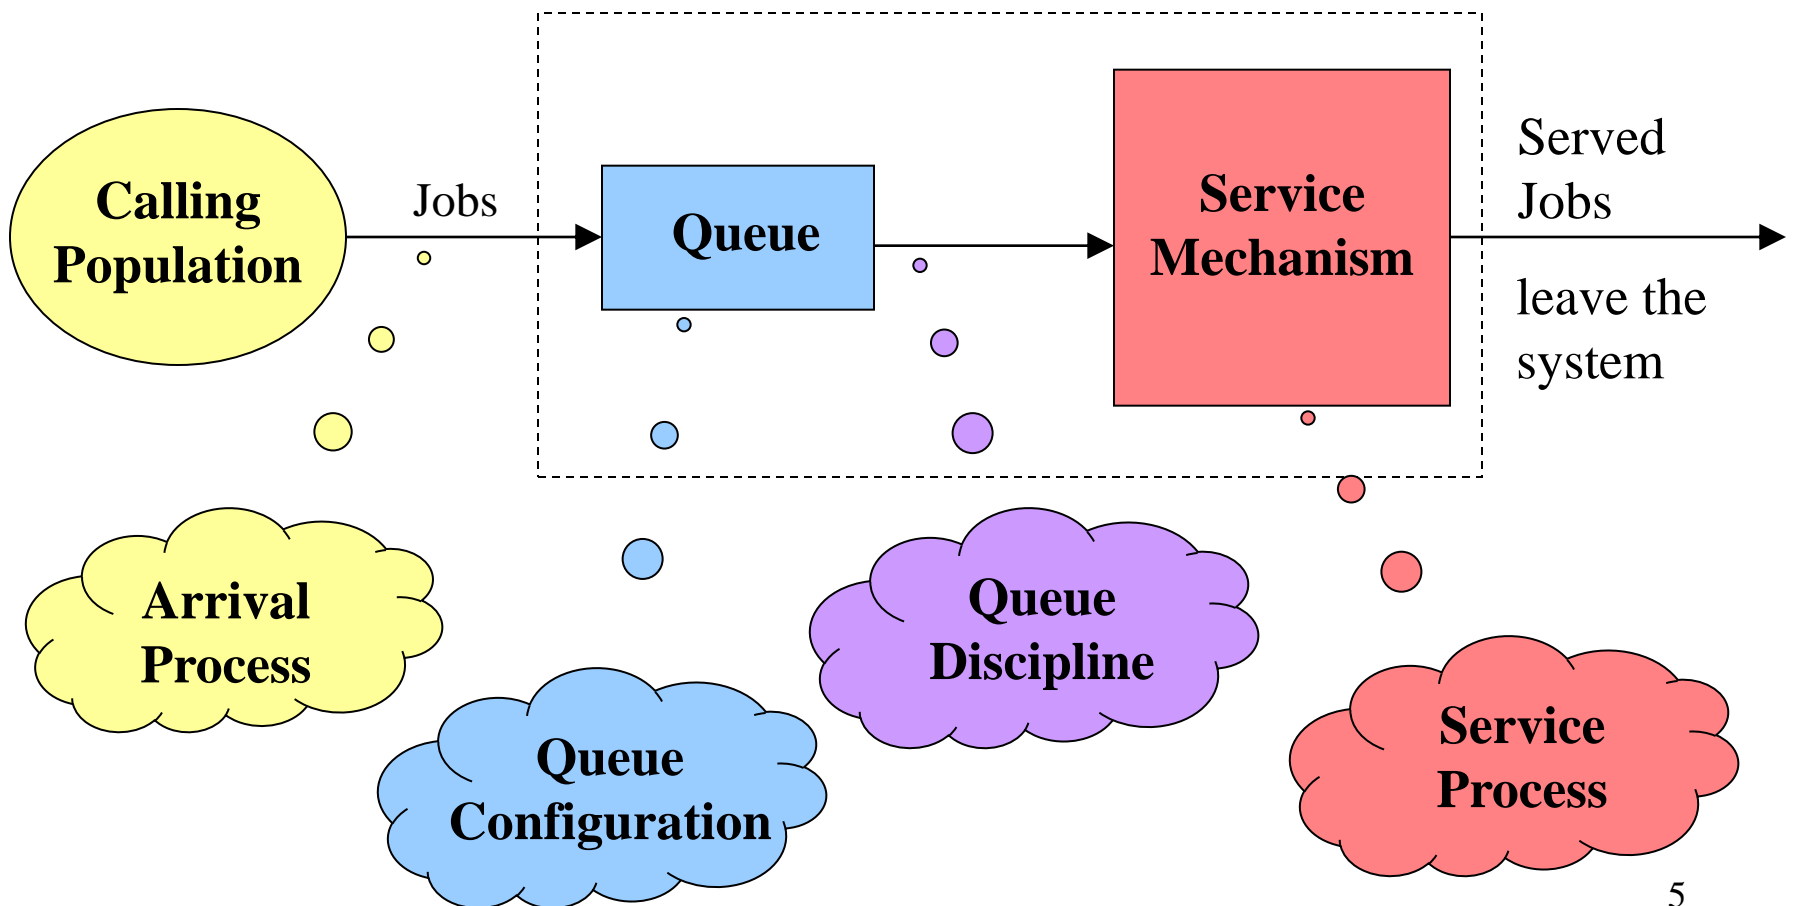 Calling
Population
Jobs
Queue
Service
Mechanism
Served
Jobs
leave the
system
Arrival
Process
Queue
Configuration
Queue
Discipline
Service
Process
5